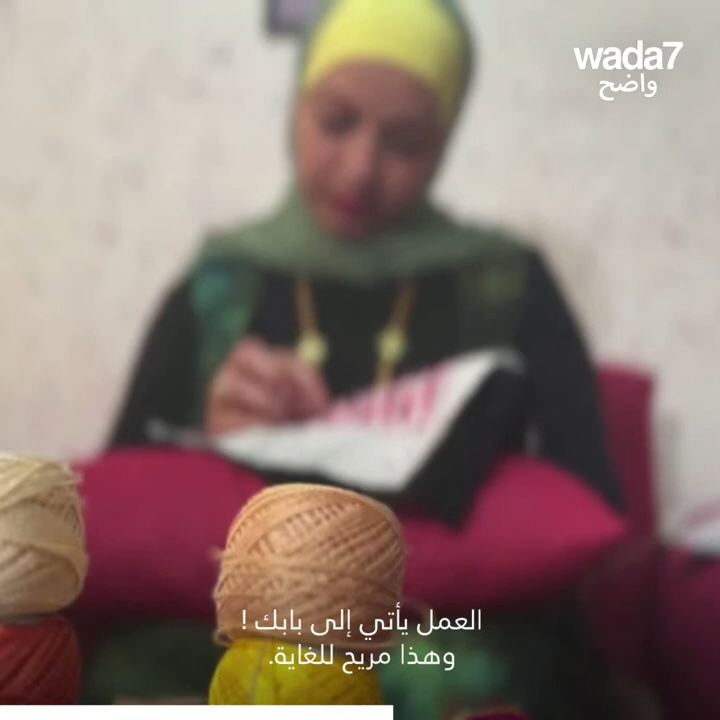 wada7
واضح
العمل يأتي إلى بابك !
وهذا مريح للغاية.